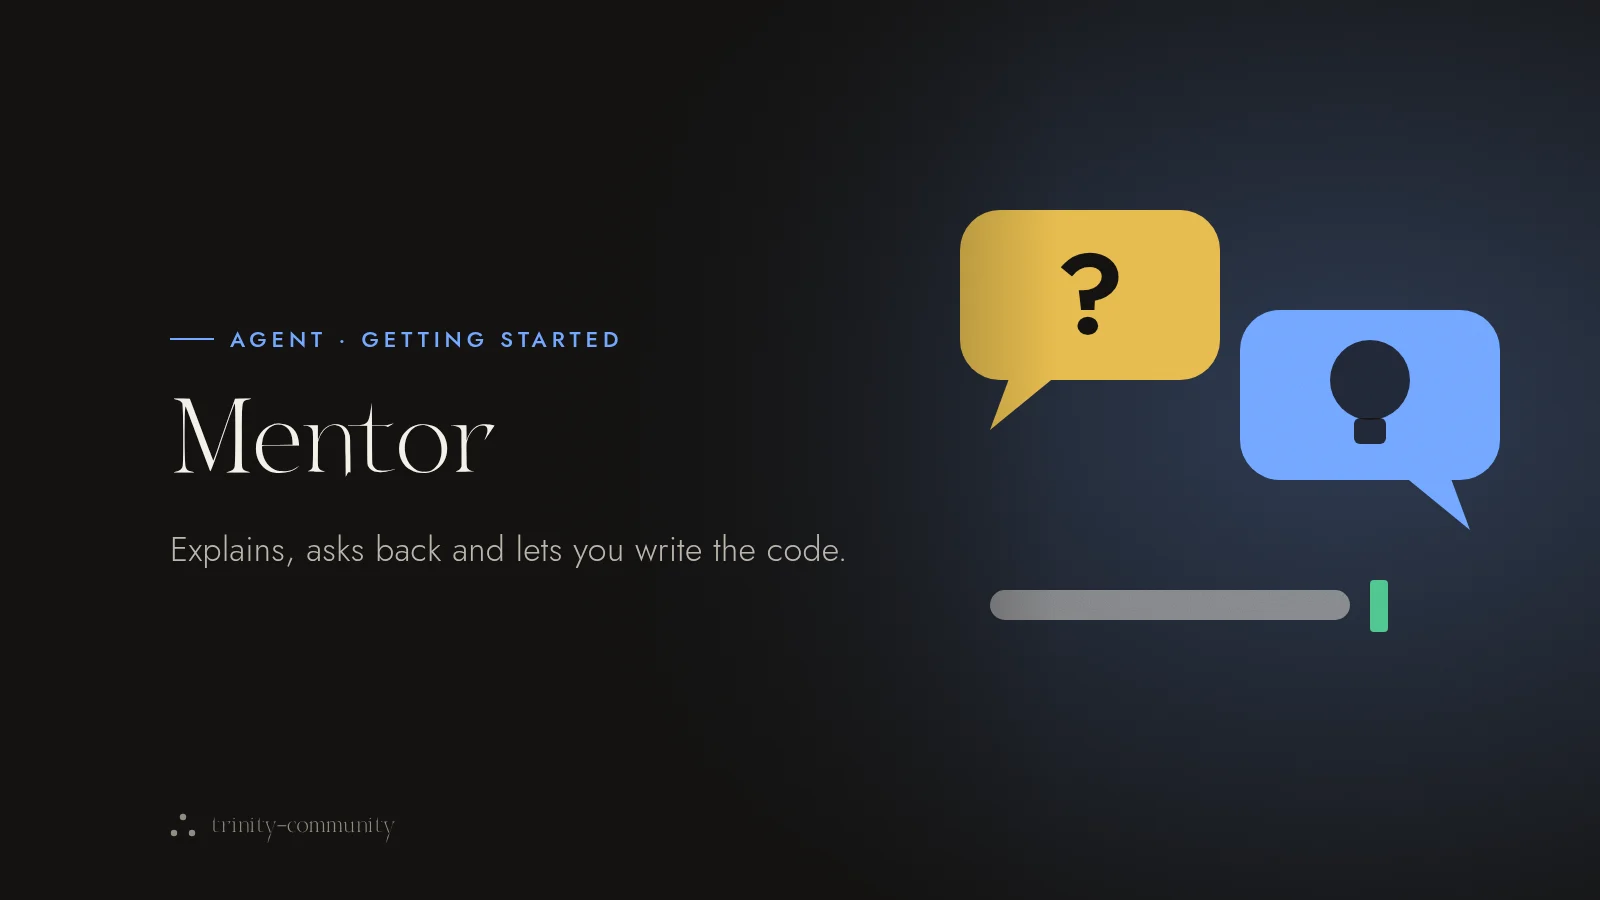 AGENT · GETTING STARTED
Mentor
Explains, asks back and lets you write the code.
?
trinity-community